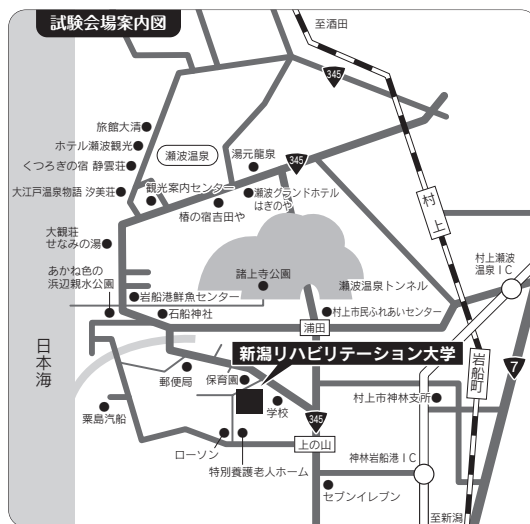 試験会場案内図
至酒田
345
旅館大清
ホテル瀬波観光
くつろぎの宿 静雲荘
大江戸温泉物語 汐美荘
瀬波温泉
湯元龍泉
345
観光案内センター
椿の宿吉田や
瀬波グランドホテル
はぎのや
村上
大観荘
せなみの湯
あかね色の
浜辺親水公園
諸上寺公園
瀬波温泉トンネル
村上瀬波
温泉IC
岩船港鮮魚センター
石船神社
村上市民ふれあいセンター
浦田
日本海
新潟リハビリテーション大学
岩船町
7
郵便局
保育園
学校
村上市神林支所
粟島汽船
345
上の山
ローソン
特別養護老人ホーム
神林岩船港IC
セブンイレブン
至新潟